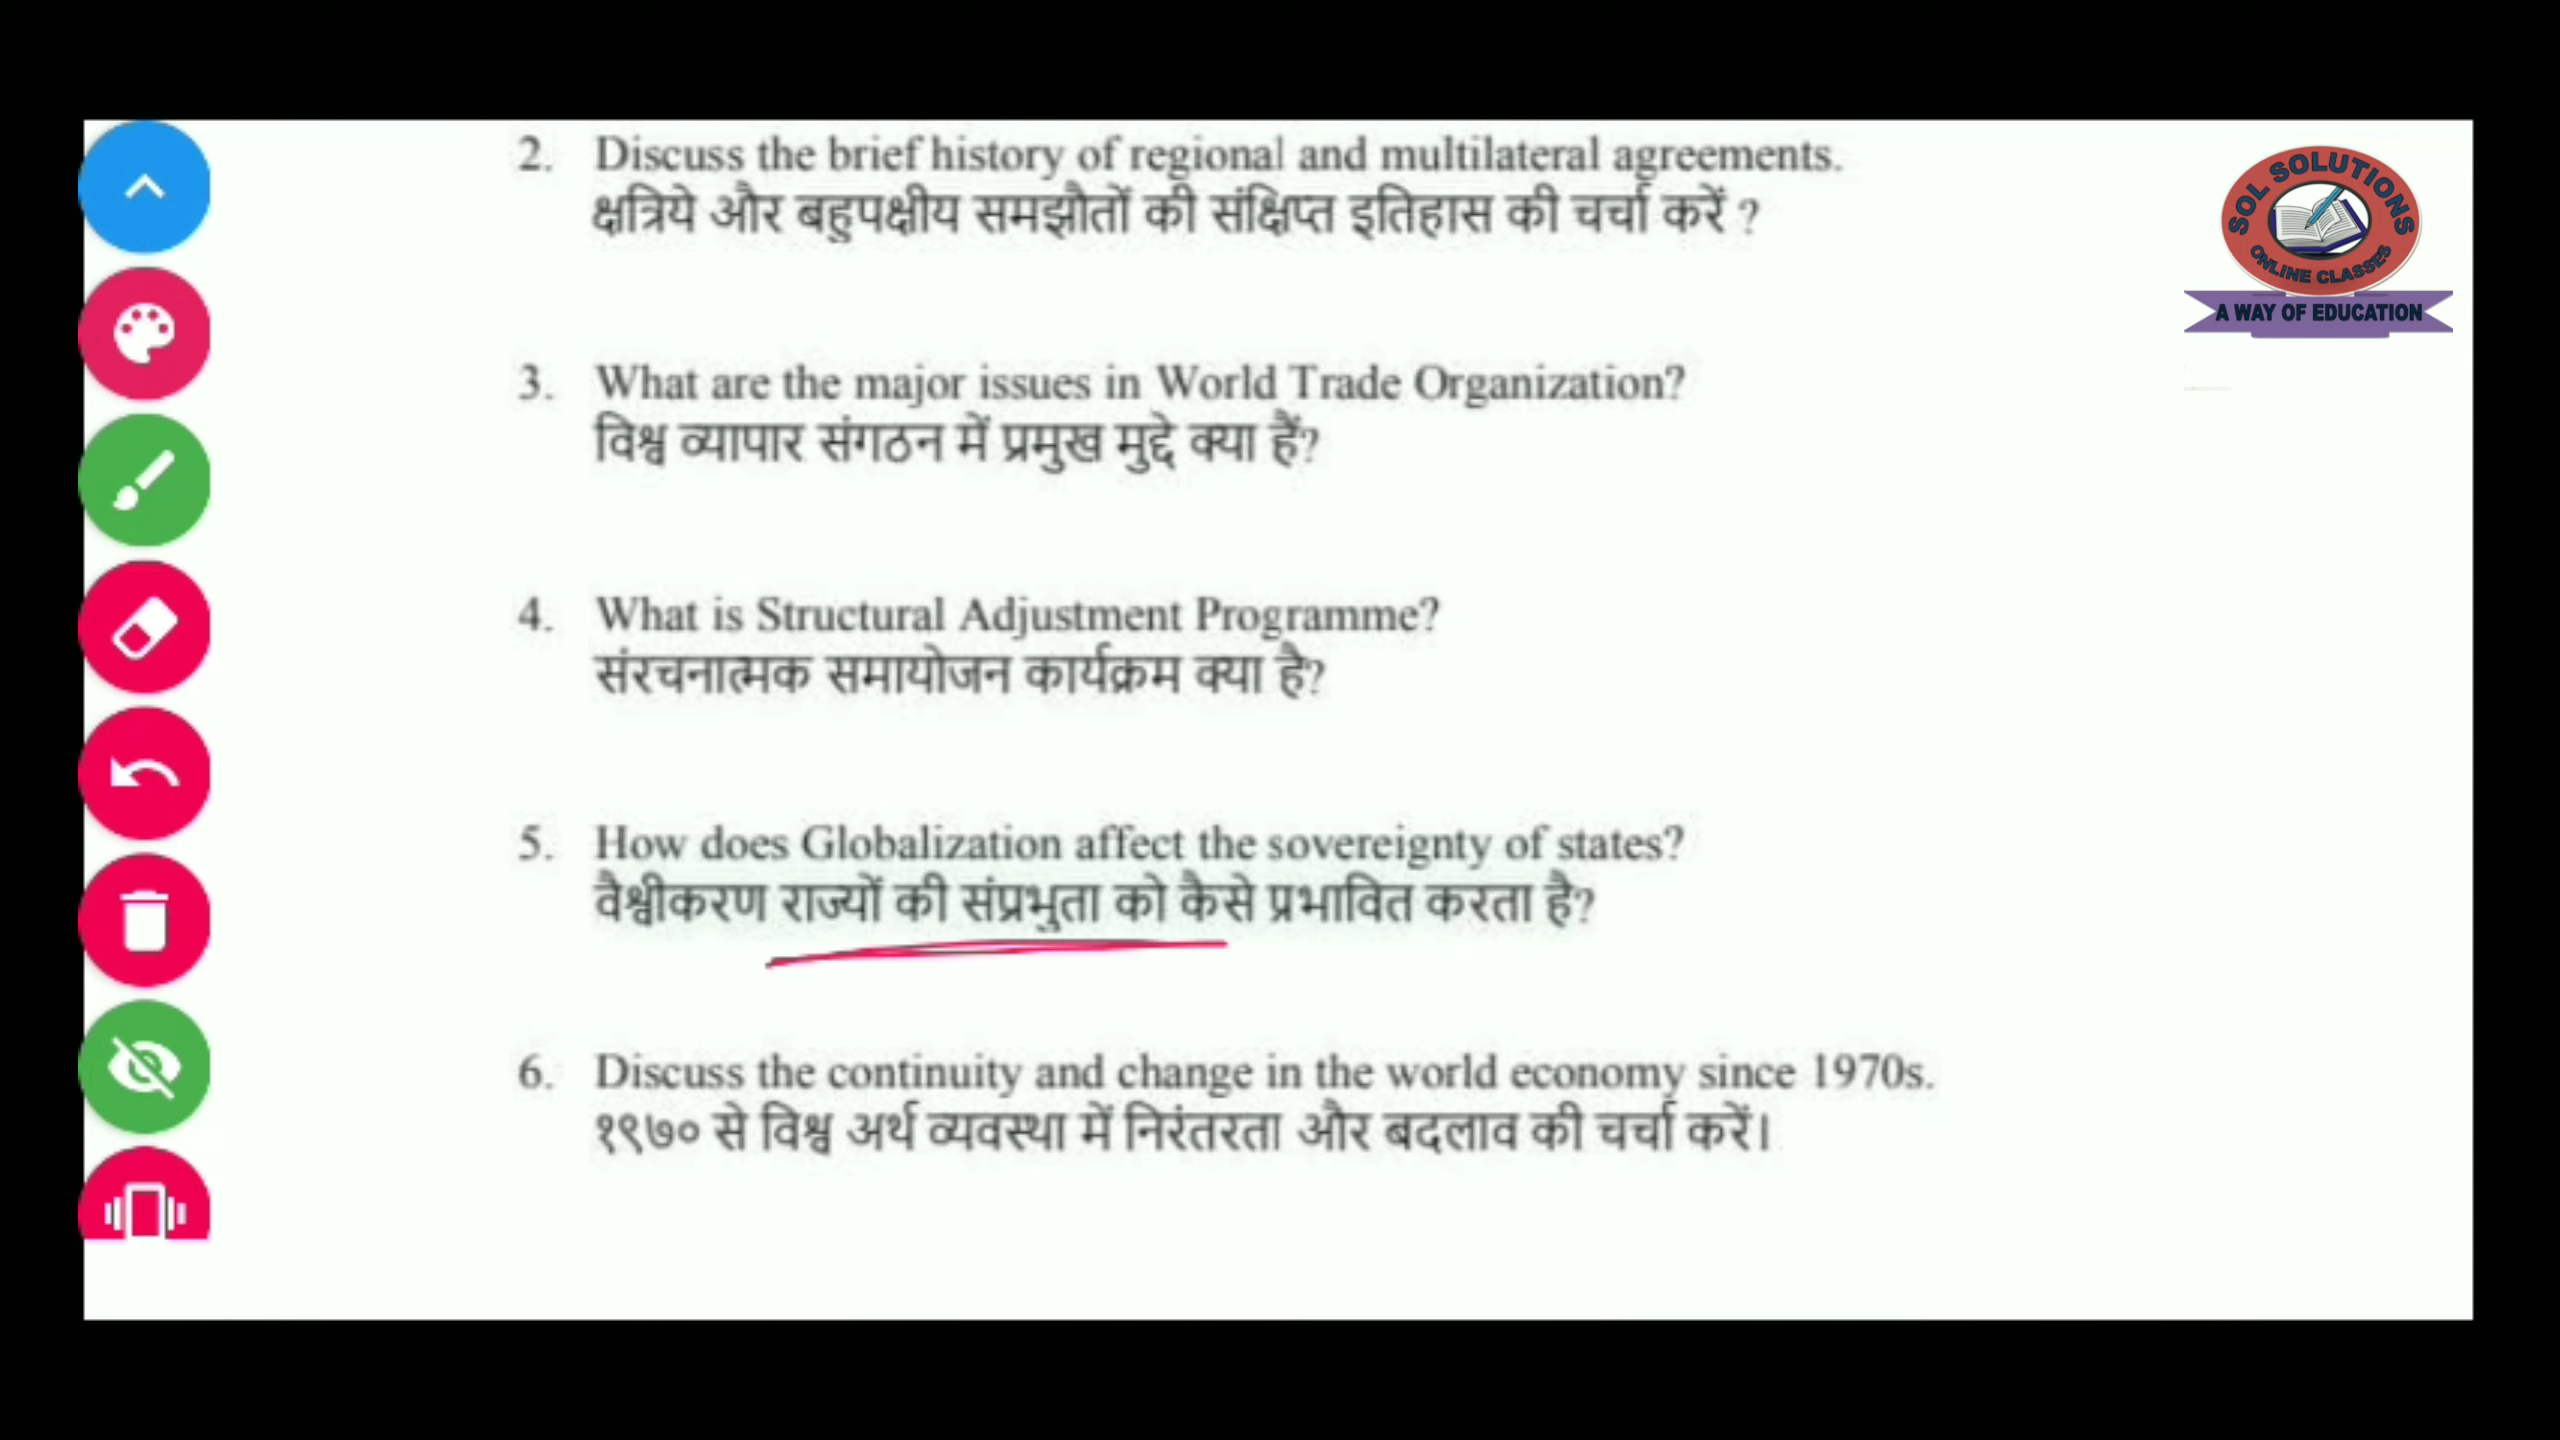 2. Discuss the brief history of regional and multilateral agreements.
क्षत्रिये और बहुपक्षीय समझौतों की संक्षिप्त इतिहास की चर्चा करें ?
SOL SOLUTIONS
ONLINE CLASSES
A WAY OF EDUCATION
3. What are the major issues in World Trade Organization?
विश्व व्यापार संगठन में प्रमुख मुद्दे क्या हैं?
4. What is Structural Adjustment Programme?
संरचनात्मक समायोजन कार्यक्रम क्या है?
5. How does Globalization affect the sovereignty of states?
वैश्वीकरण राज्यों की संप्रभुता को कैसे प्रभावित करता है?
6. Discuss the continuity and change in the world economy since 1970s.
१९७० से विश्व अर्थ व्यवस्था में निरंतरता और बदलाव की चर्चा करें।